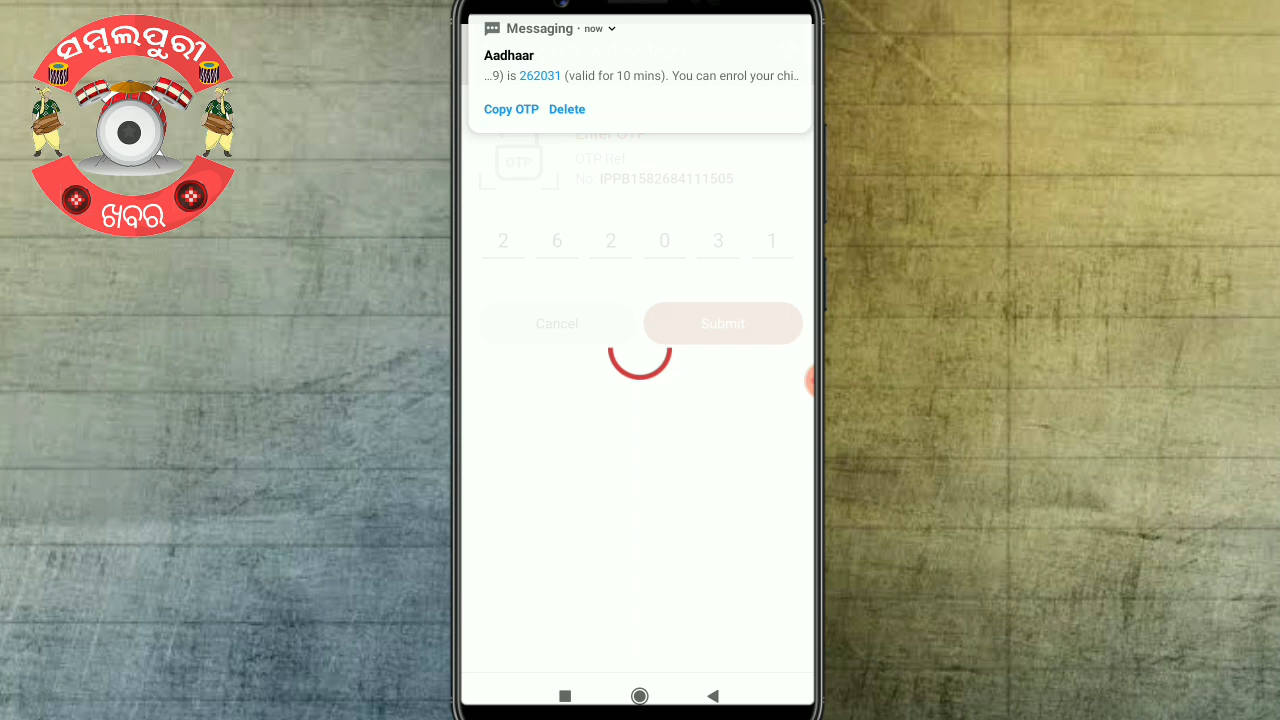 ସମ୍ବଲପୁରୀ
ଖବର
Messaging · now
Aadhaar
...9) is 262031 (valid for 10 mins). You can enrol your chi..
Copy OTP Delete
Enter OTP
OTP
OTP Ref
No: IPPB1582684111505
2 6 2 0 3 1
Cancel Submit